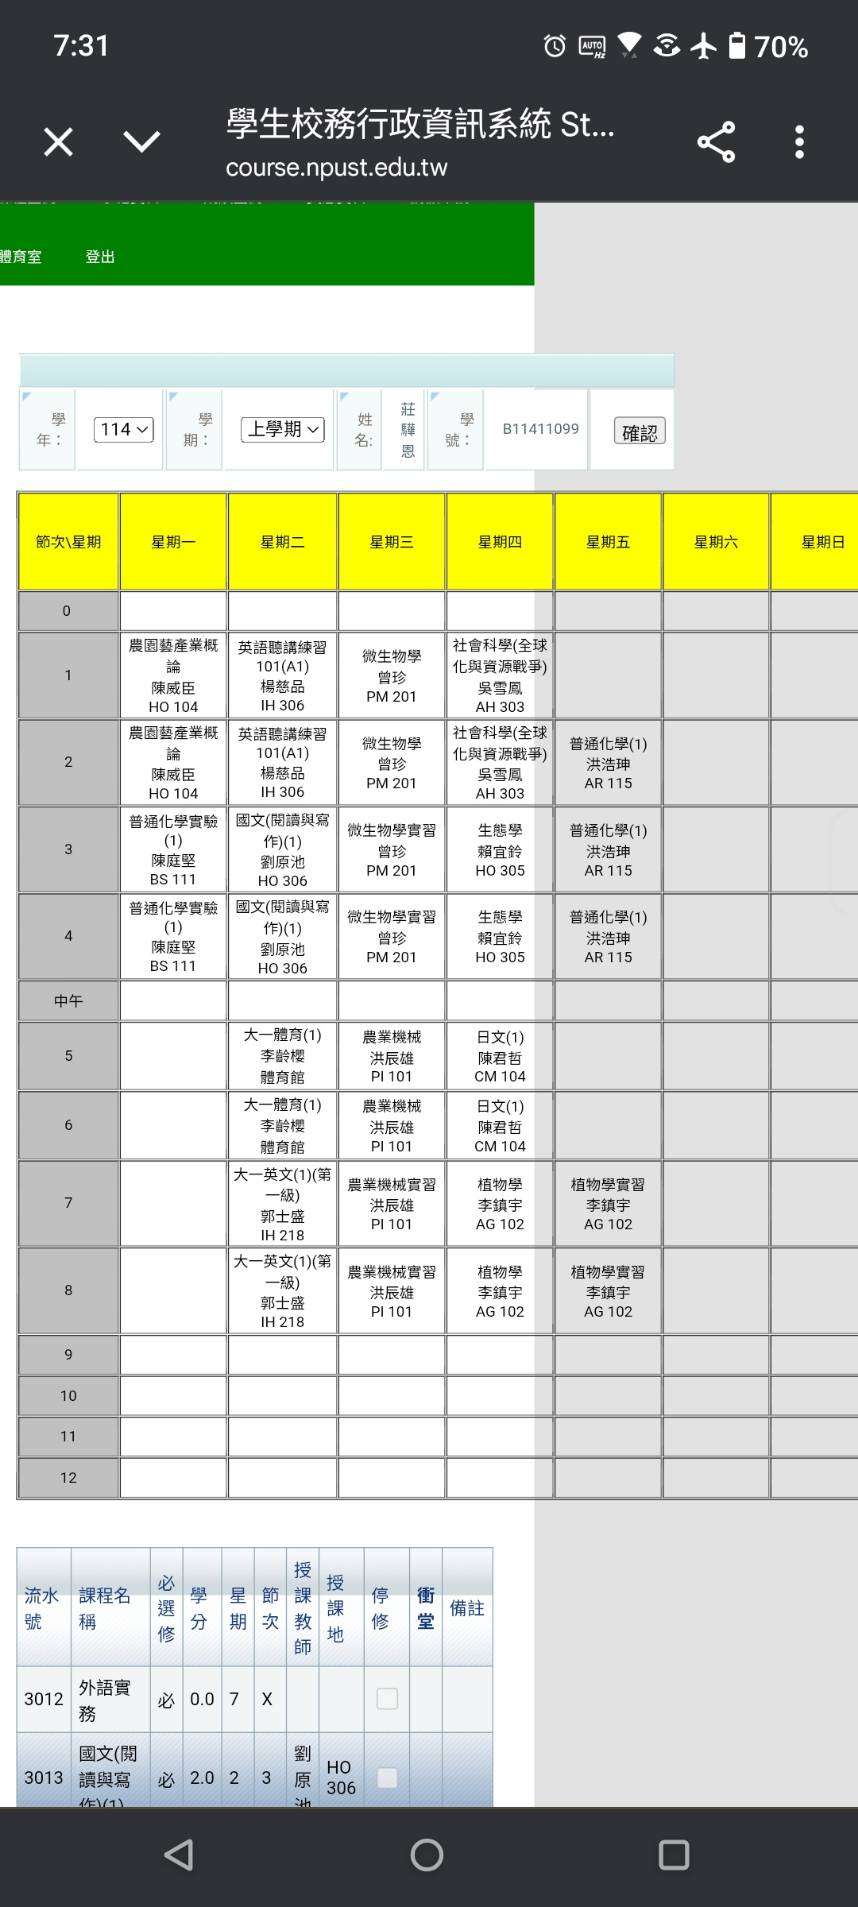 7:31
AUTO Hz
70%
學生校務行政資訊系統 St...
course.npust.edu.tw
體育室 登出
學年： 114 學期： 上學期 姓名: 莊驊恩 學號： B11411099 確認
節次\星期 星期一 星期二 星期三 星期四 星期五 星期六 星期日
0
1
農園藝產業概
論
陳威臣
HO 104
英語聽講練習
101(A1)
楊慈品
IH 306
微生物學
曾珍
PM 201
社會科學(全球
化與資源戰爭)
吳雪鳳
AH 303
2
農園藝產業概
論
陳威臣
HO 104
英語聽講練習
101(A1)
楊慈品
IH 306
微生物學
曾珍
PM 201
社會科學(全球
化與資源戰爭)
吳雪鳳
AH 303
普通化學(1)
洪浩珅
AR 115
3
普通化學實驗
(1)
陳庭堅
BS 111
國文(閱讀與寫
作)(1)
劉原池
HO 306
微生物學實習
曾珍
PM 201
生態學
賴宜鈴
HO 305
普通化學(1)
洪浩珅
AR 115
4
普通化學實驗
(1)
陳庭堅
BS 111
國文(閱讀與寫
作)(1)
劉原池
HO 306
微生物學實習
曾珍
PM 201
生態學
賴宜鈴
HO 305
普通化學(1)
洪浩珅
AR 115
中午
5
大一體育(1)
李齡櫻
體育館
農業機械
洪辰雄
PI 101
日文(1)
陳君哲
CM 104
6
大一體育(1)
李齡櫻
體育館
農業機械
洪辰雄
PI 101
日文(1)
陳君哲
CM 104
7
大一英文(1)(第
一級)
郭士盛
IH 218
農業機械實習
洪辰雄
PI 101
植物學
李鎮宇
AG 102
植物學實習
李鎮宇
AG 102
8
大一英文(1)(第
一級)
郭士盛
IH 218
農業機械實習
洪辰雄
PI 101
植物學
李鎮宇
AG 102
植物學實習
李鎮宇
AG 102
9
10
11
12
流水號 課程名稱 必選修 學分 星期 節次 授課教師 授課地 停修 衝堂 備註
3012 外語實務 必 0.0 7 X
3013 國文(閱讀與寫作)(1) 必 2.0 2 3 劉原池 HO 306